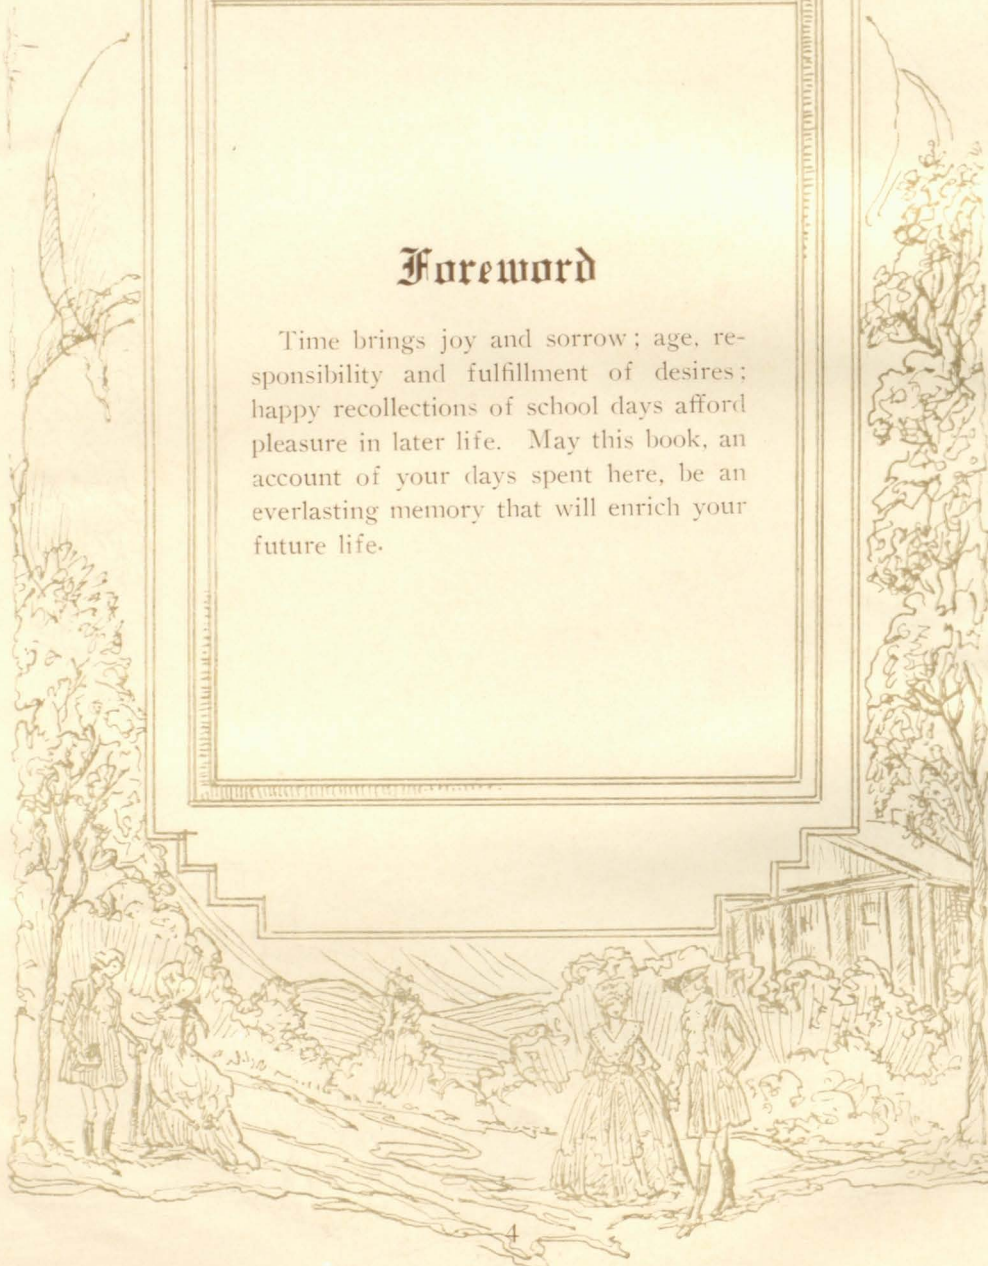 Foreword
Time brings joy and sorrow; age, re-
sponsibility and fulfillment of desires;
happy recollections of school days afford
pleasure in later life. May this book, an
account of your days spent here, be an
everlasting memory that will enrich your
future life.
4